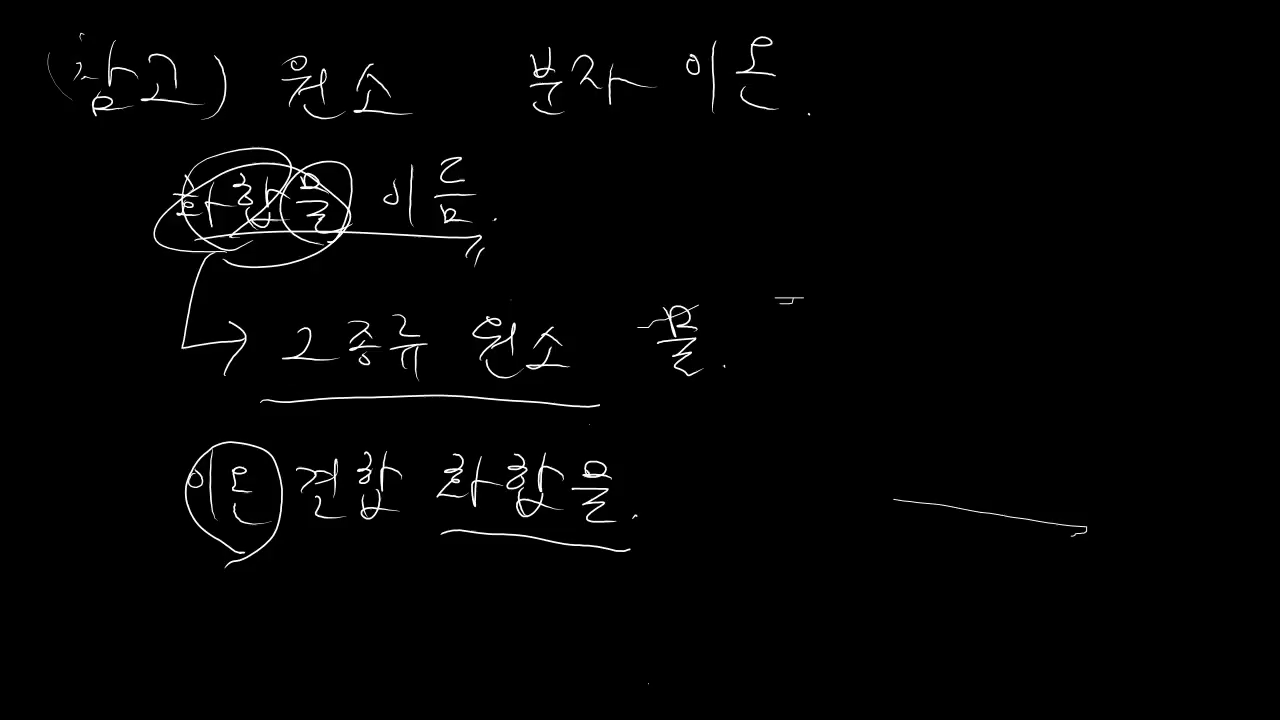 (참고) 원소 분자 이온.
화합물 이름.
→ 2종류 원소 물.
이온 결합 화합물.